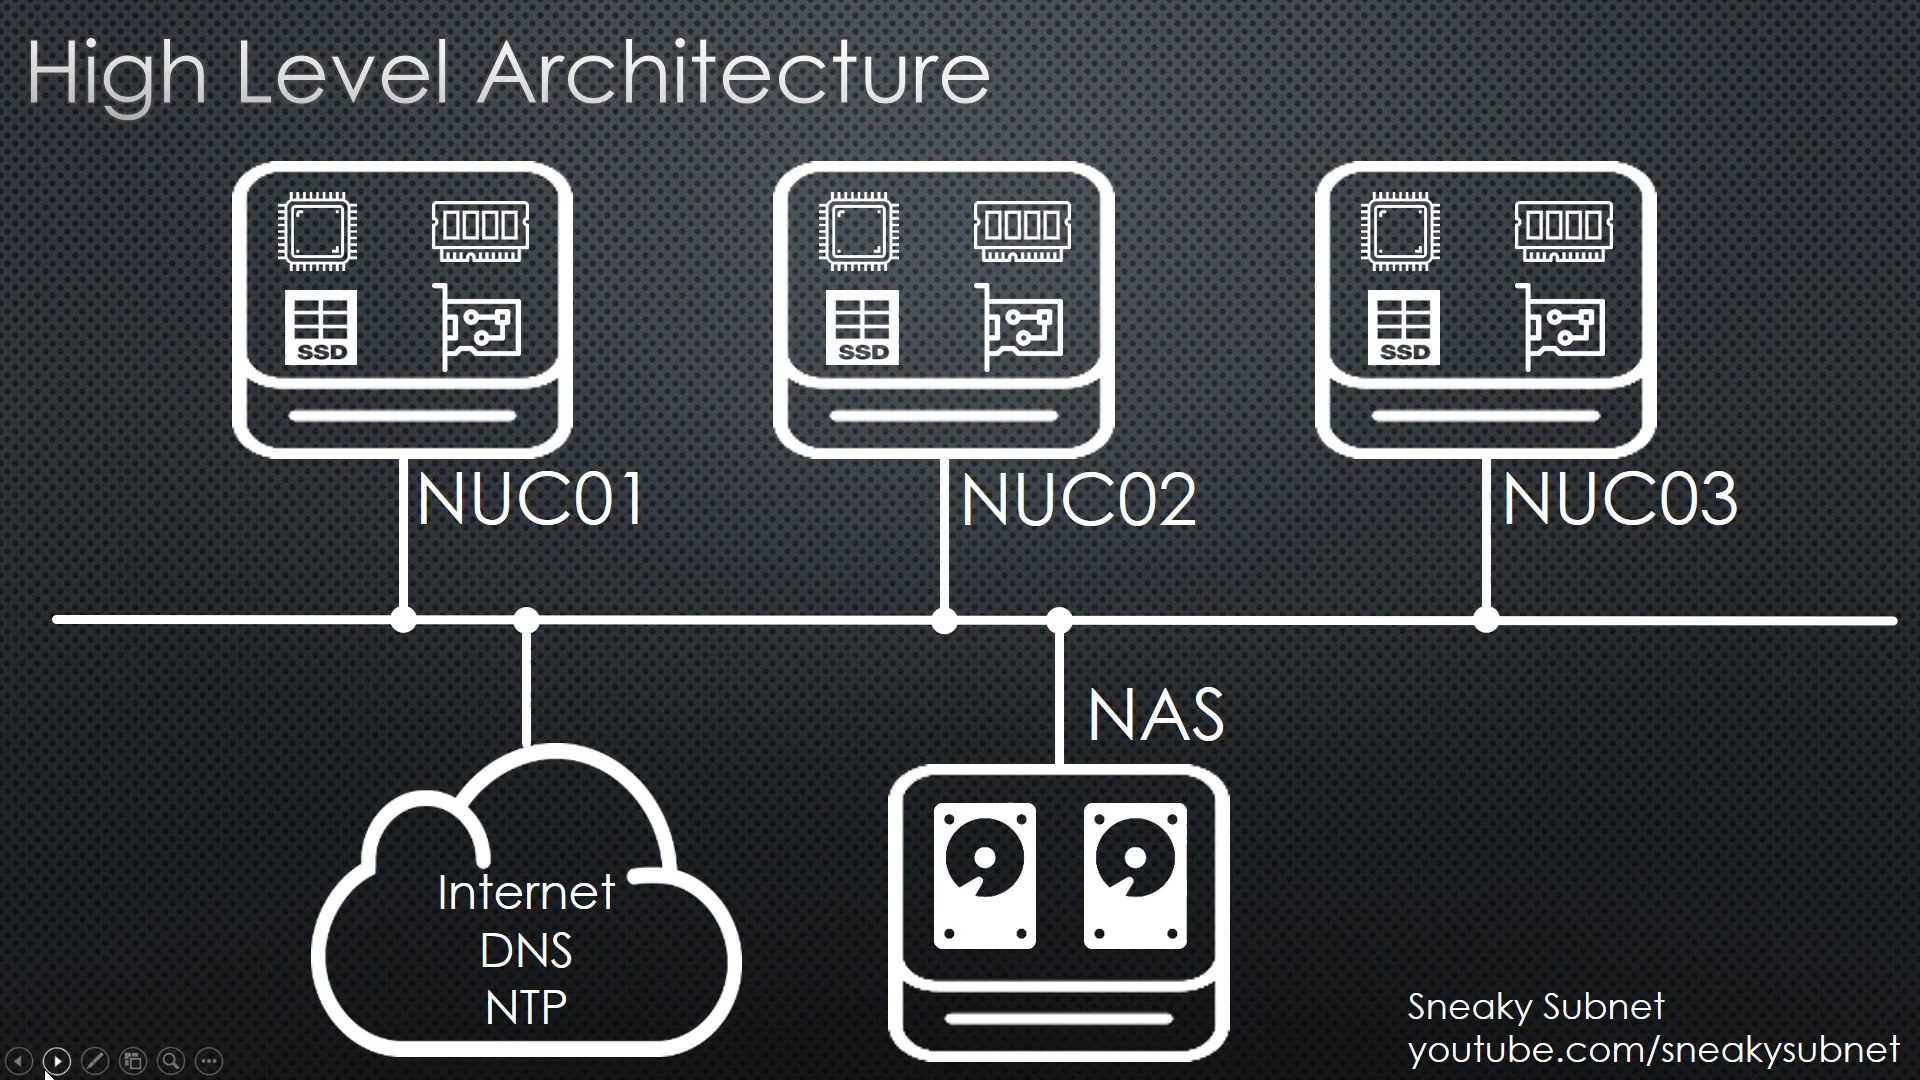 High Level Architecture
SSD
SSD
SSD
NUC01
NUC02
NUC03
NAS
Internet
DNS
NTP
Sneaky Subnet
youtube.com/sneakysubnet